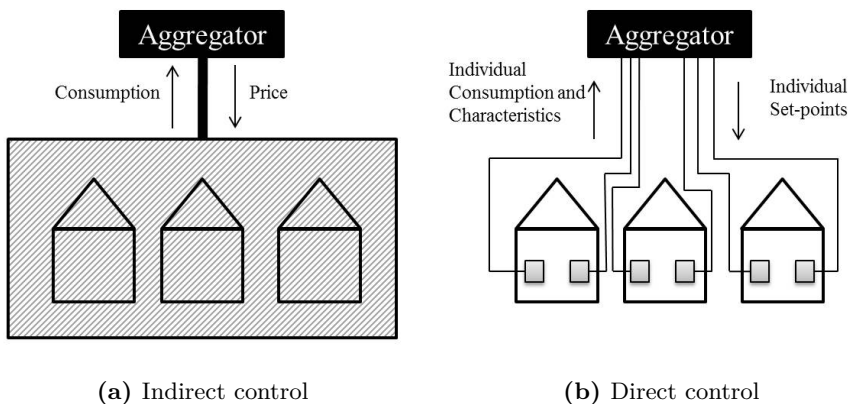 Aggregator
Consumption
Price
(a) Indirect control
Aggregator
Individual
Consumption and
Characteristics
Individual
Set-points
(b) Direct control